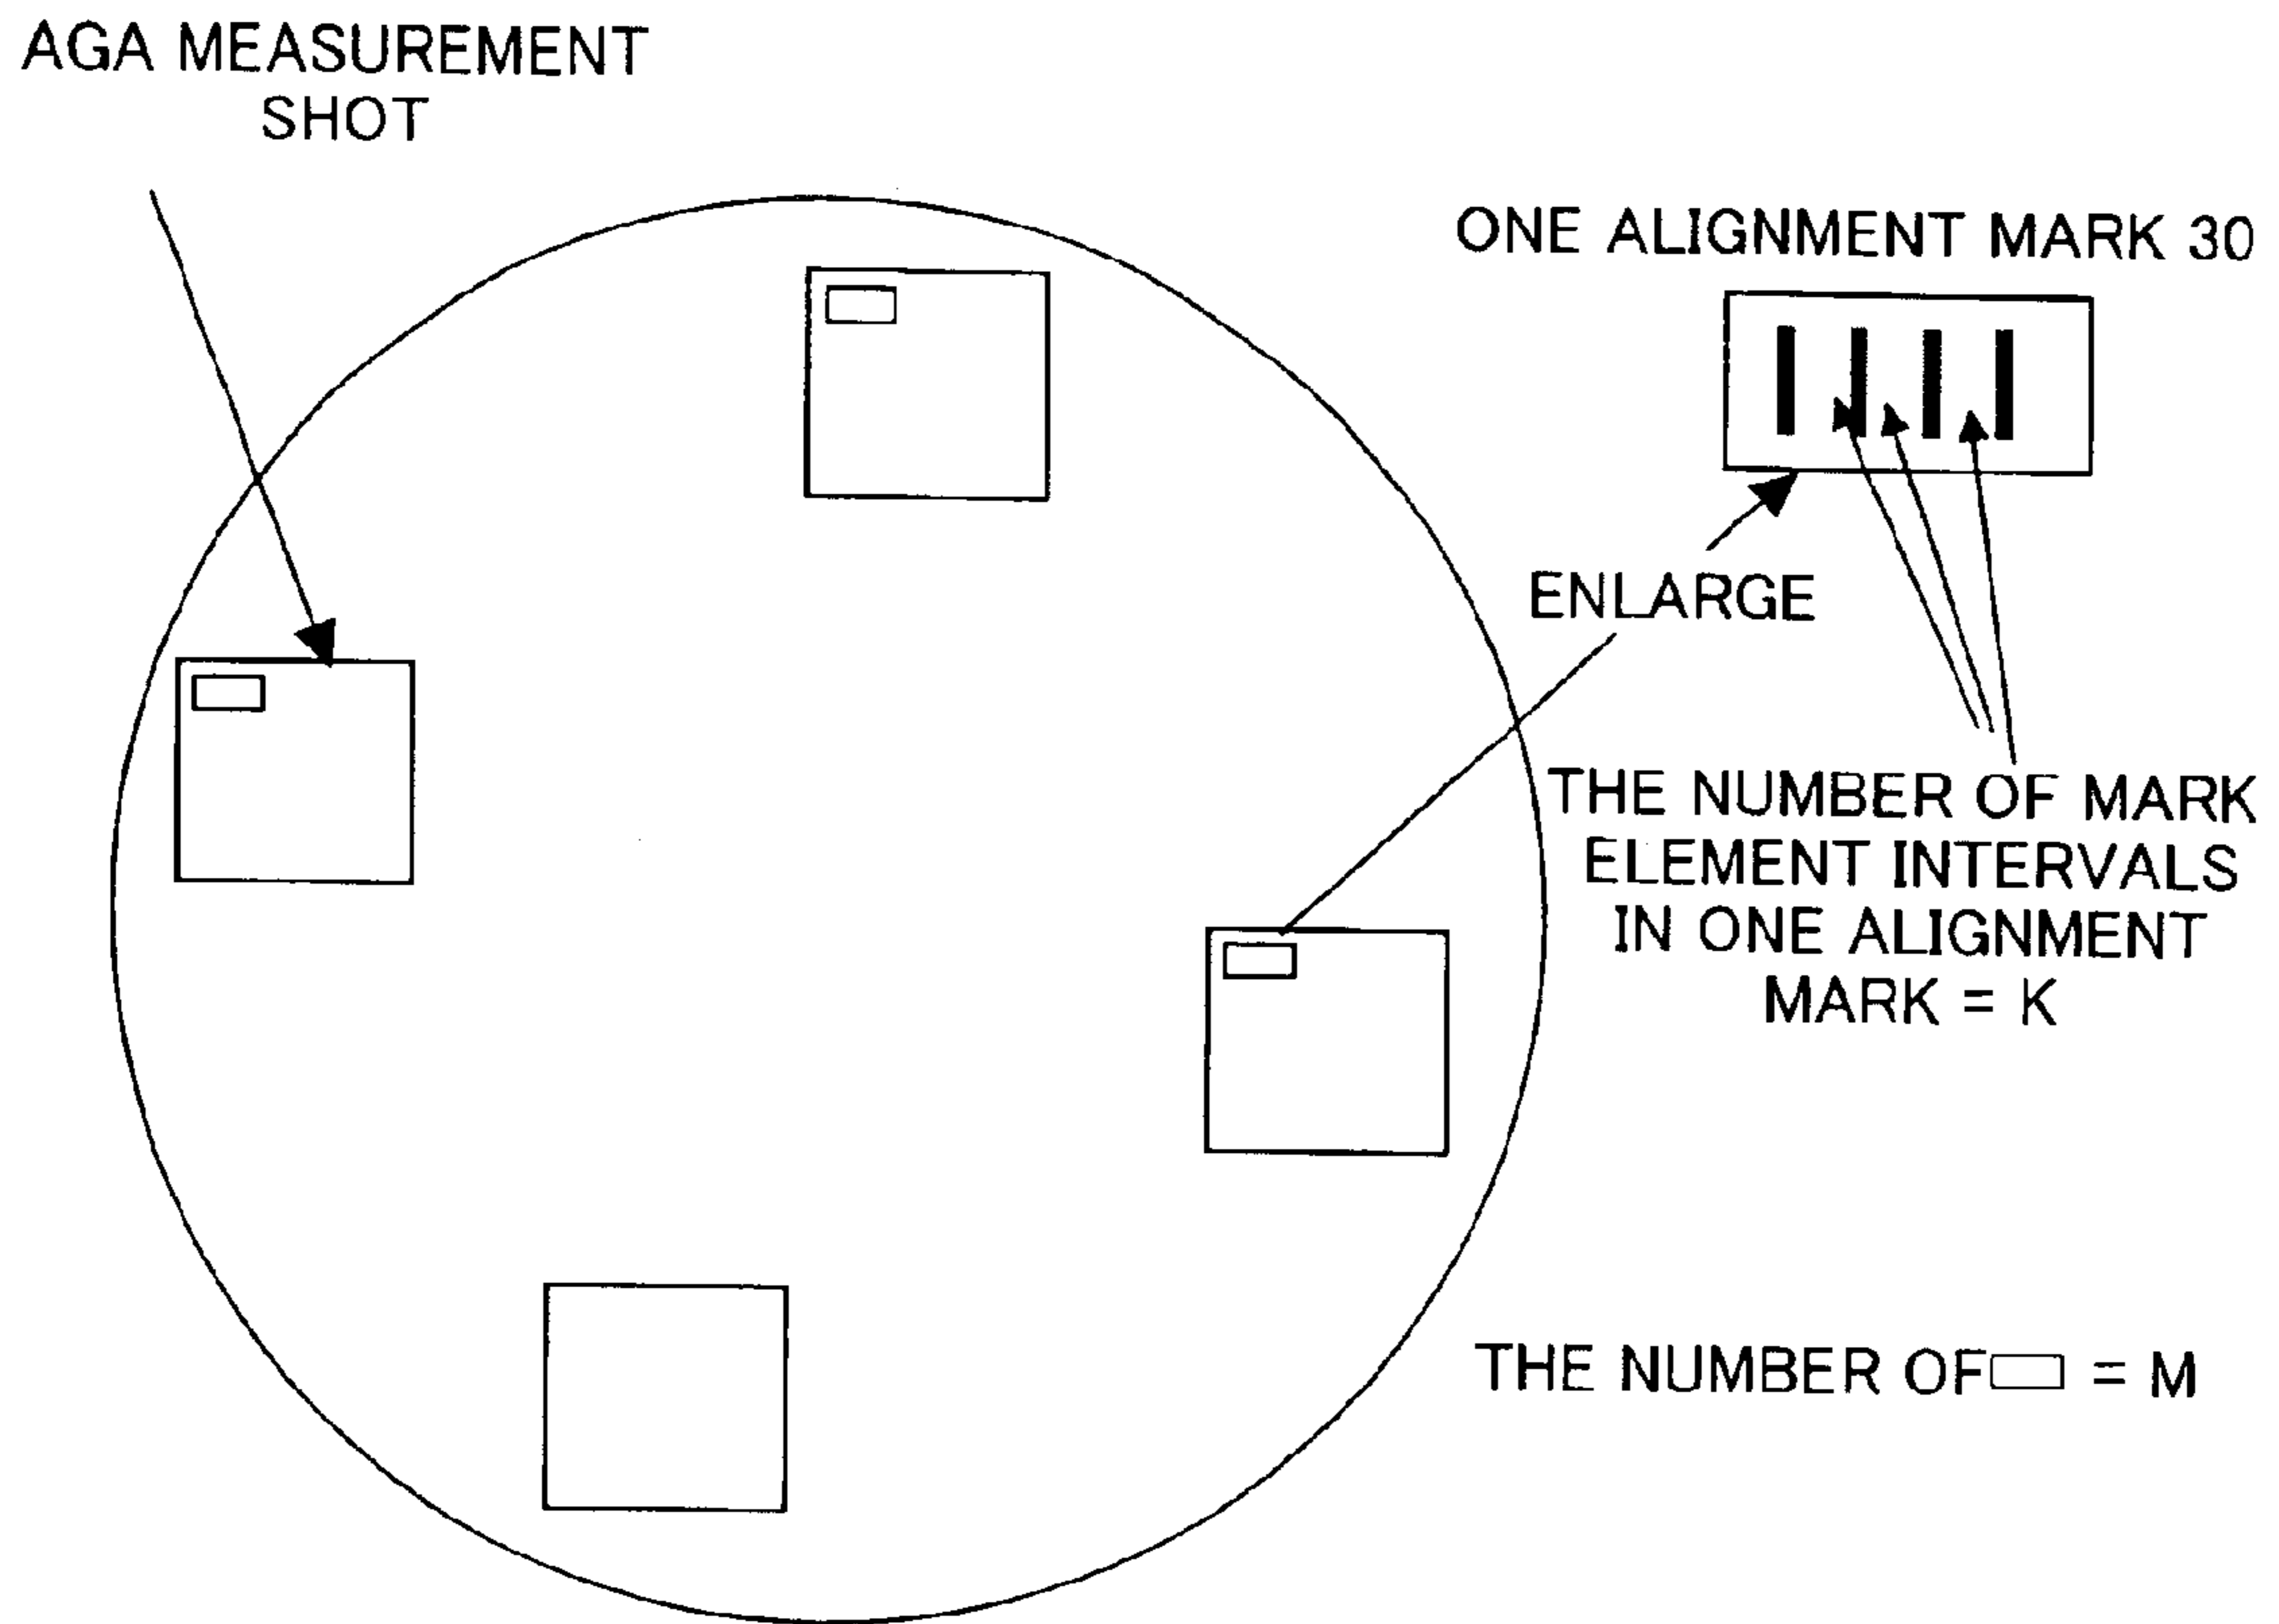 AGA MEASUREMENT
SHOT
ONE ALIGNMENT MARK 30
ENLARGE
THE NUMBER OF MARK
ELEMENT INTERVALS
IN ONE ALIGNMENT
MARK = K
THE NUMBER OF = M